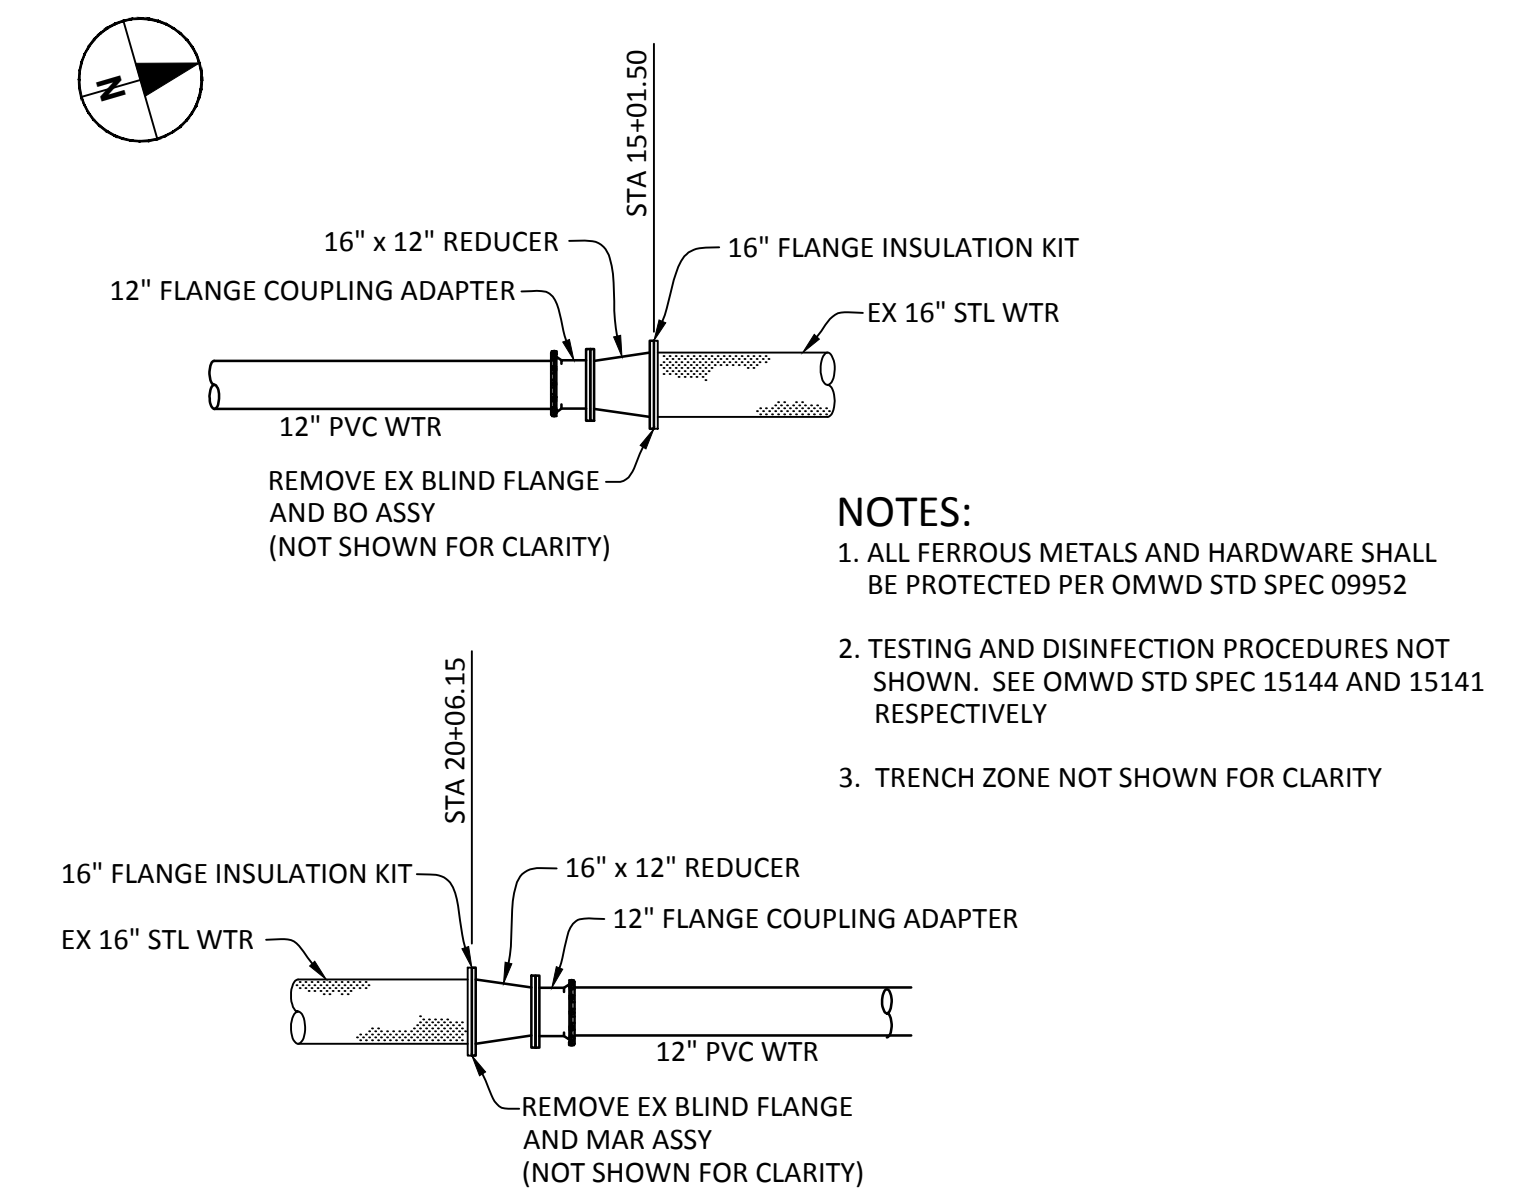 N
STA 15+01.50
16" x 12" REDUCER
16" FLANGE INSULATION KIT
12" FLANGE COUPLING ADAPTER
EX 16" STL WTR
12" PVC WTR
REMOVE EX BLIND FLANGE
AND BO ASSY
(NOT SHOWN FOR CLARITY)
NOTES:
1. ALL FERROUS METALS AND HARDWARE SHALL
BE PROTECTED PER OMWD STD SPEC 09952
2. TESTING AND DISINFECTION PROCEDURES NOT
SHOWN. SEE OMWD STD SPEC 15144 AND 15141
RESPECTIVELY
3. TRENCH ZONE NOT SHOWN FOR CLARITY
STA 20+06.15
16" FLANGE INSULATION KIT
16" x 12" REDUCER
12" FLANGE COUPLING ADAPTER
EX 16" STL WTR
12" PVC WTR
REMOVE EX BLIND FLANGE
AND MAR ASSY
(NOT SHOWN FOR CLARITY)